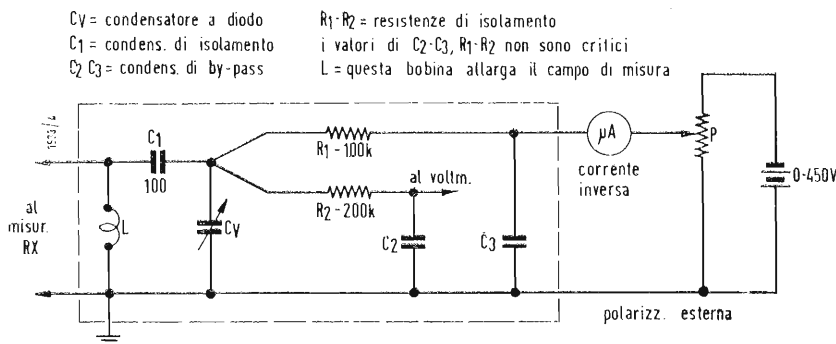 CV = condensatore a diodo
C1 = condens. di isolamento
C2 C3 = condens. di by-pass
R1-R2 = resistenze di isolamento
i valori di C2-C3, R1-R2 non sono critici
L = questa bobina allarga il campo di misura
C1
100
R1-100k
R2-200k
al voltm.
µA
corrente
inversa
P
0-450V
al
misur.
RX
L
CV
C2
C3
polarizz. esterna